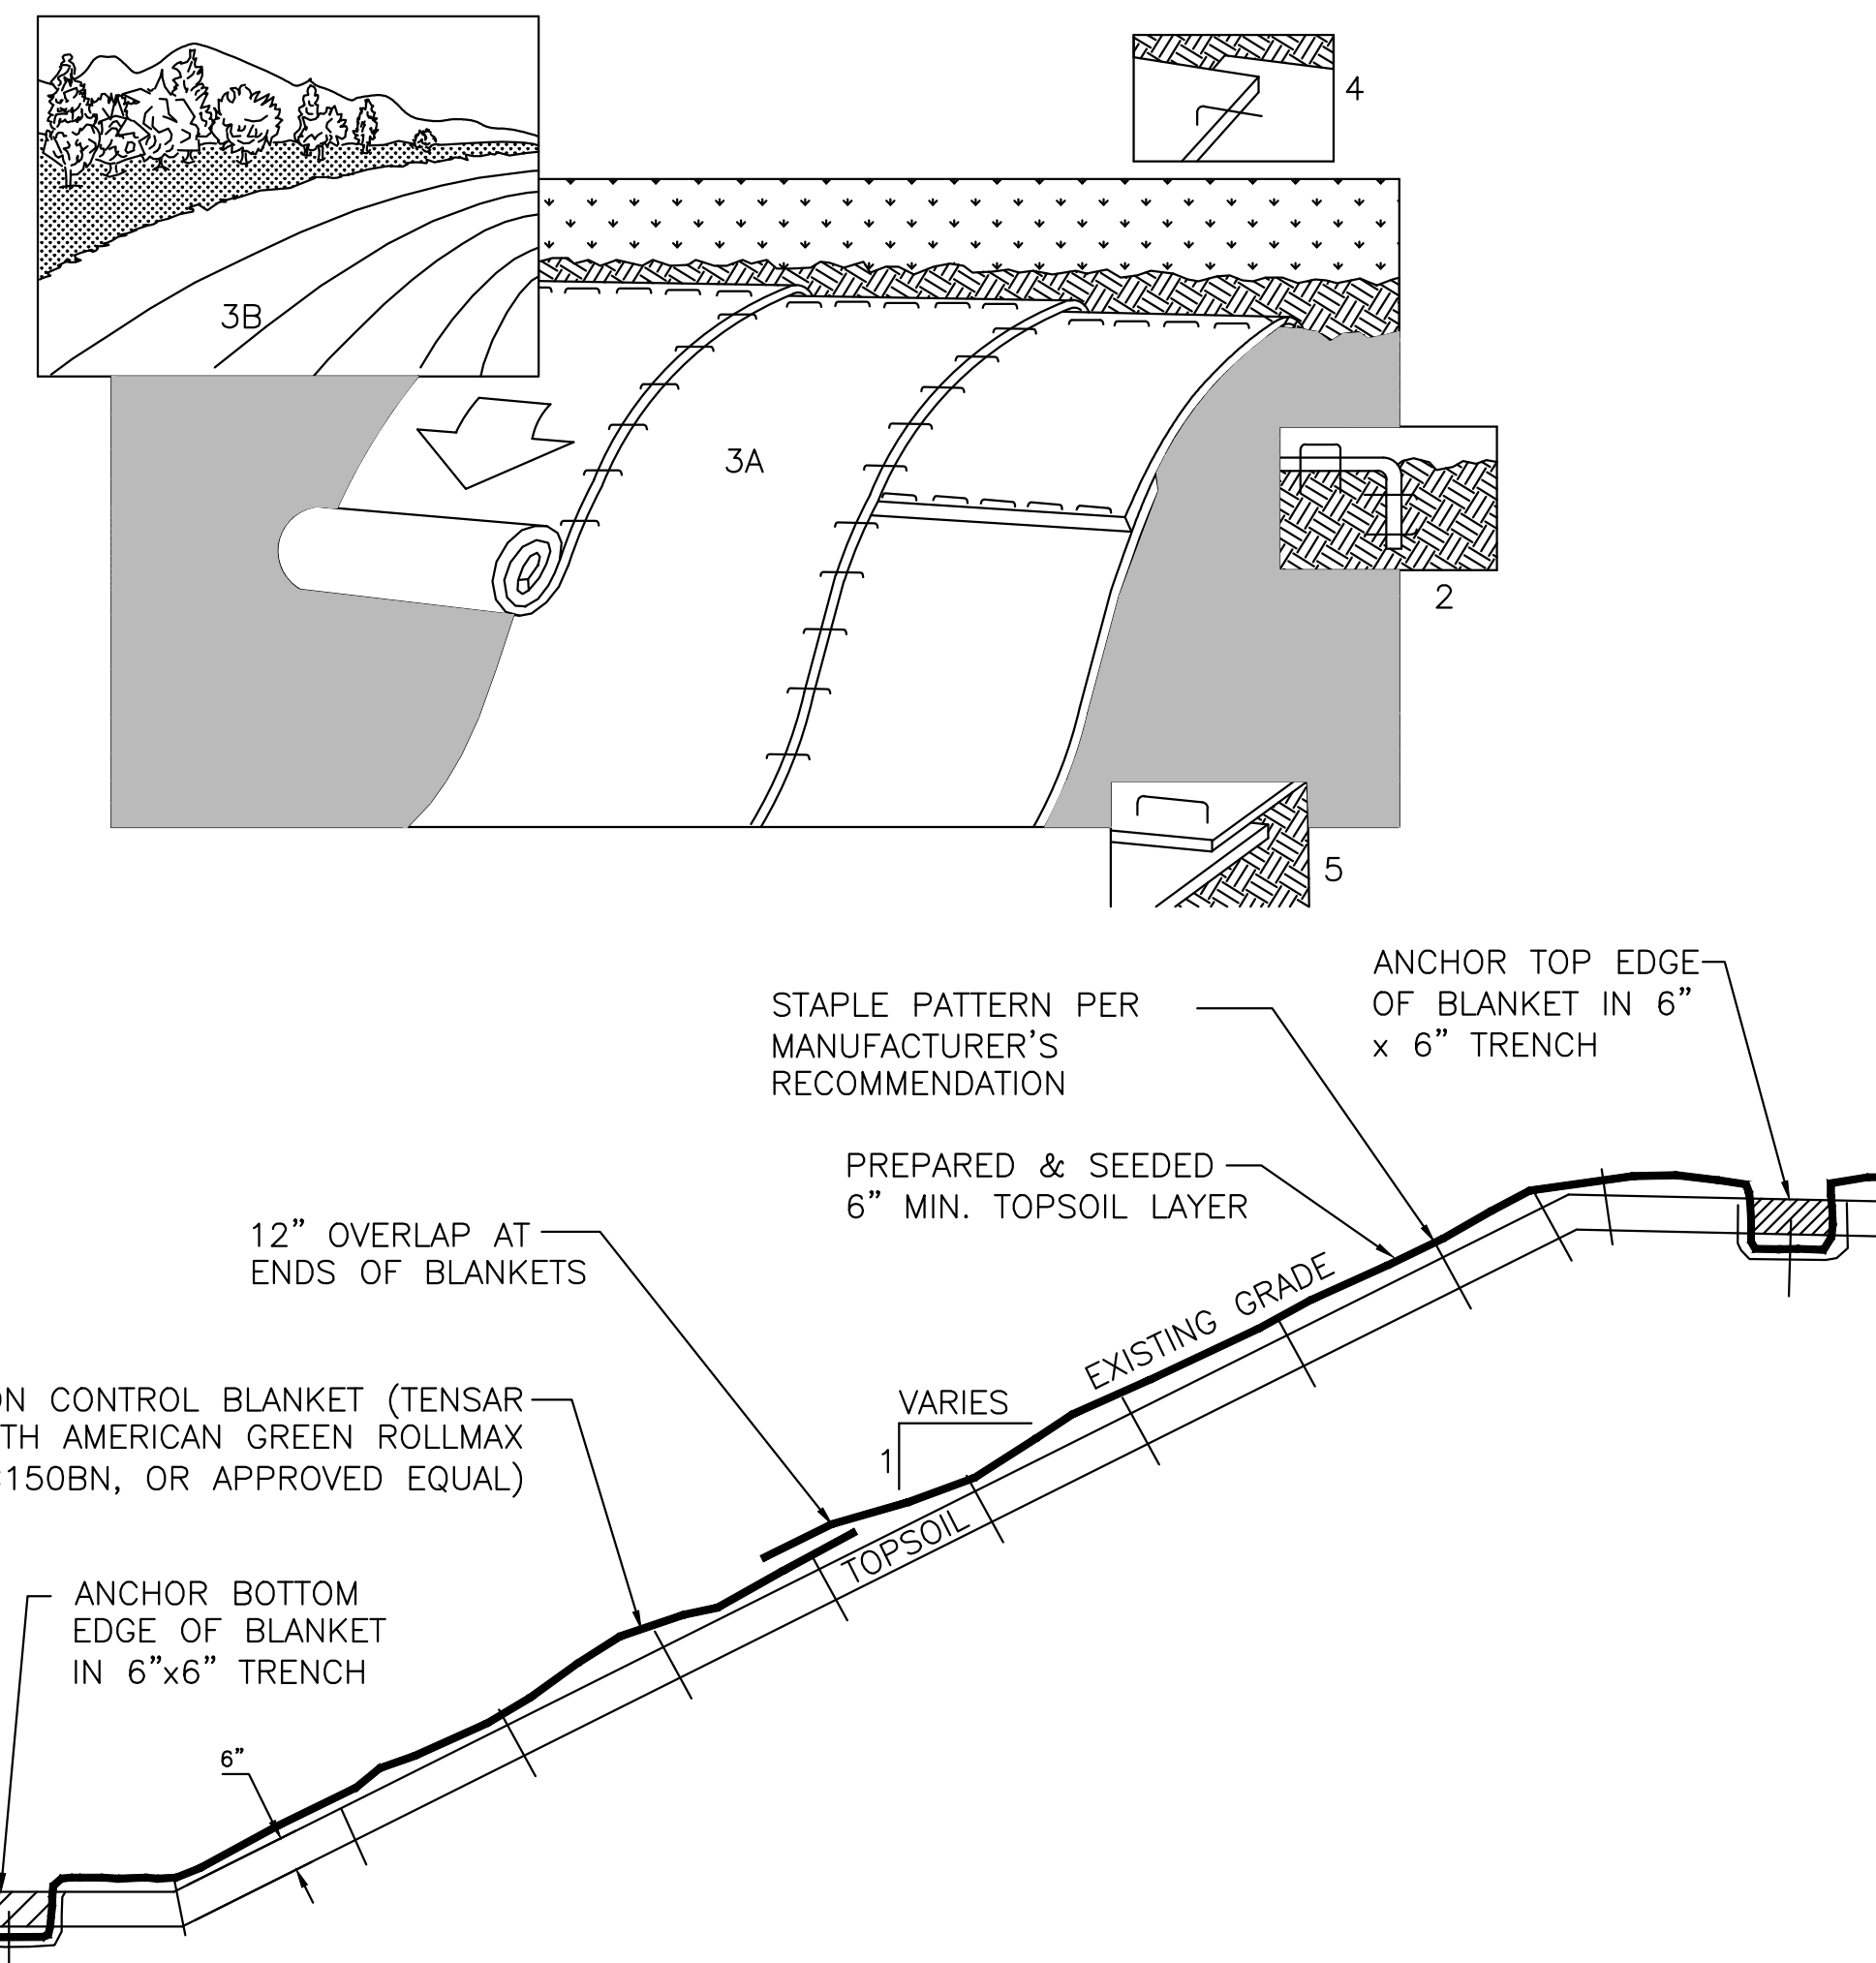 4
3B
3A
2
5
ANCHOR TOP EDGE
OF BLANKET IN 6”
x 6” TRENCH
STAPLE PATTERN PER
MANUFACTURER’S
RECOMMENDATION
PREPARED & SEEDED
6” MIN. TOPSOIL LAYER
12” OVERLAP AT
ENDS OF BLANKETS
EXISTING GRADE
CONTROL BLANKET (TENSAR
AMERICAN GREEN ROLLMAX
150BN, OR APPROVED EQUAL)
VARIES
1
TOPSOIL
ANCHOR BOTTOM
EDGE OF BLANKET
IN 6”x6” TRENCH
6”